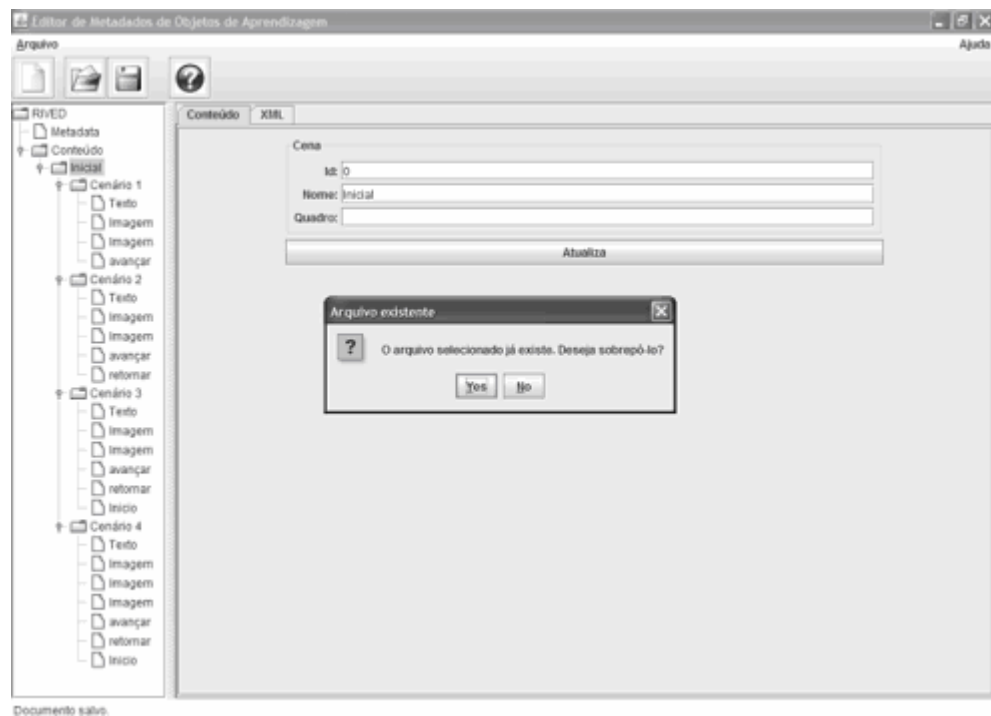 Editor de Metadados de Objetos de Aprendizagem
Arquivo
Ajuda
RIVED
Metadata
Conteúdo
Inicial
Cenário 1
Texto
Imagem
Imagem
avançar
Cenário 2
Texto
Imagem
Imagem
avançar
retornar
Cenário 3
Texto
Imagem
Imagem
avançar
retornar
Inicio
Cenário 4
Texto
Imagem
Imagem
Imagem
avançar
retornar
Inicio
Conteúdo XML
Cena
Id: 0
Nome: Inicial
Quadro:
Atualiza
Arquivo existente
O arquivo selecionado já existe. Deseja sobrepô-lo?
Yes No
Documento salvo.